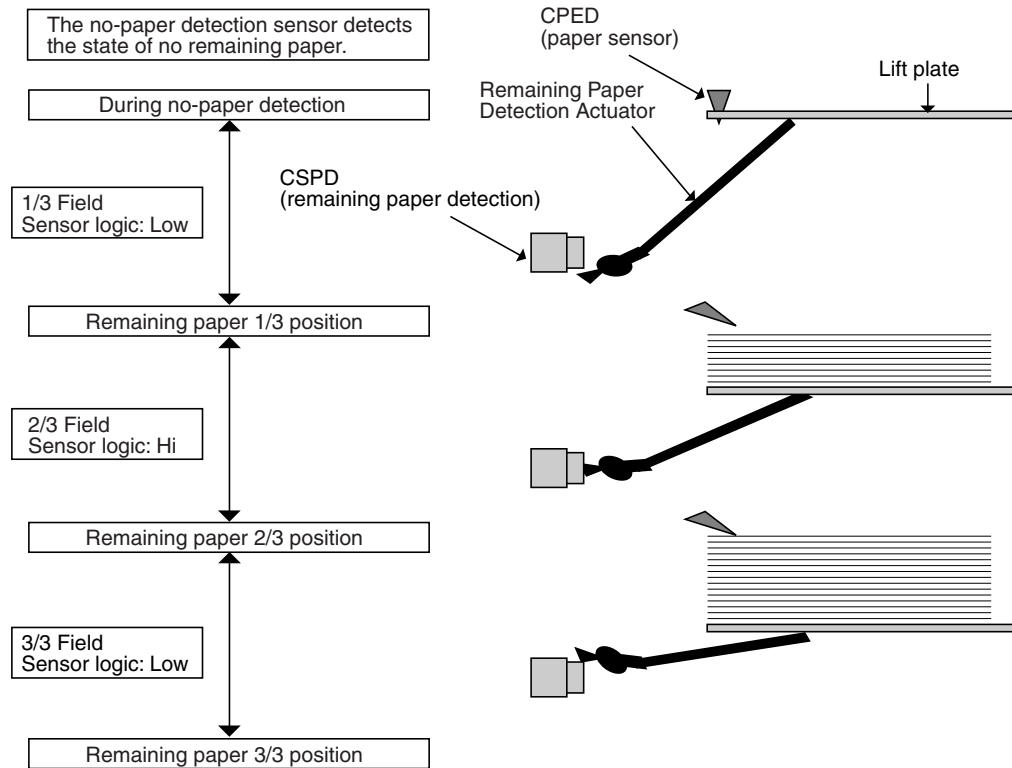 The no-paper detection sensor detects
the state of no remaining paper.
During no-paper detection
1/3 Field
Sensor logic: Low
Remaining paper 1/3 position
2/3 Field
Sensor logic: Hi
Remaining paper 2/3 position
3/3 Field
Sensor logic: Low
Remaining paper 3/3 position
CPED
(paper sensor)
Lift plate
Remaining Paper
Detection Actuator
CSPD
(remaining paper detection)